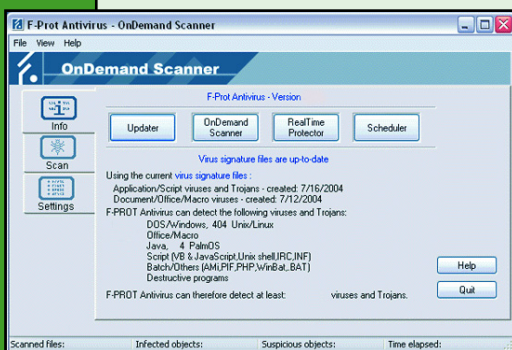 F-Prot Antivirus - OnDemand Scanner
File View Help
OnDemand Scanner
F-Prot Antivirus - Version
Info
Updater
OnDemand Scanner
RealTime Protector
Scheduler
Scan
Settings
Virus signature files are up-to-date
Using the current virus signature files :
Application/Script viruses and Trojans - created: 7/16/2004
Document/Office/Macro viruses - created: 7/12/2004
F-PROT Antivirus can detect the following viruses and Trojans:
DOS/Windows, 404 Unix/Linux
Office/Macro
Java, 4 PalmOS
Script (VB & JavaScript,Unix shell,IRC,INF)
Batch/Others (AMi,PIF,PHP,WinBat,.BAT)
Destructive programs
F-PROT Antivirus can therefore detect at least: viruses and Trojans.
Help
Quit
Scanned files: Infected objects: Suspicious objects: Time elapsed: